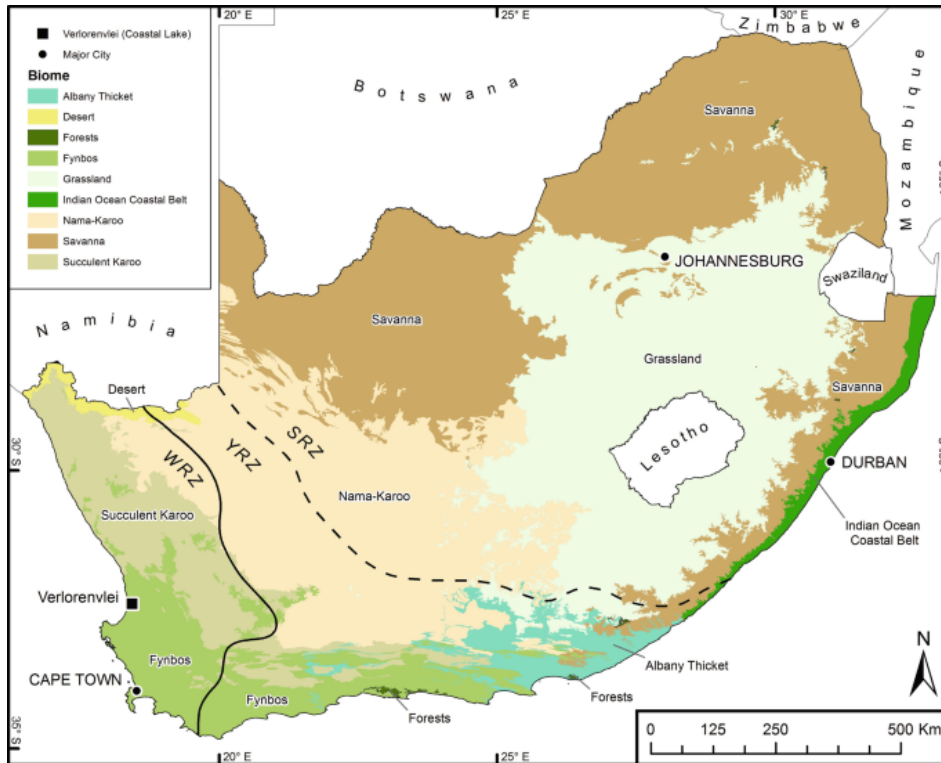 20° E
25° E
30° E
Zimbabwe
Verlorenvlei (Coastal Lake)
Major City
Biome
Albany Thicket
Desert
Forests
Fynbos
Grassland
Indian Ocean Coastal Belt
Nama-Karoo
Savanna
Succulent Karoo
Botswana
Mozambique
Savanna
JOHANNESBURG
Swaziland
Namibia
Savanna
Grassland
Desert
Savanna
Lesotho
30° S
WRZ
YRZ
SRZ
DURBAN
Nama-Karoo
Succulent Karoo
Indian Ocean
Coastal Belt
Verlorenvlei
Fynbos
Albany Thicket
N
CAPE TOWN
Fynbos
Forests
Forests
35° S
20° E
25° E
0 125 250 500 Km